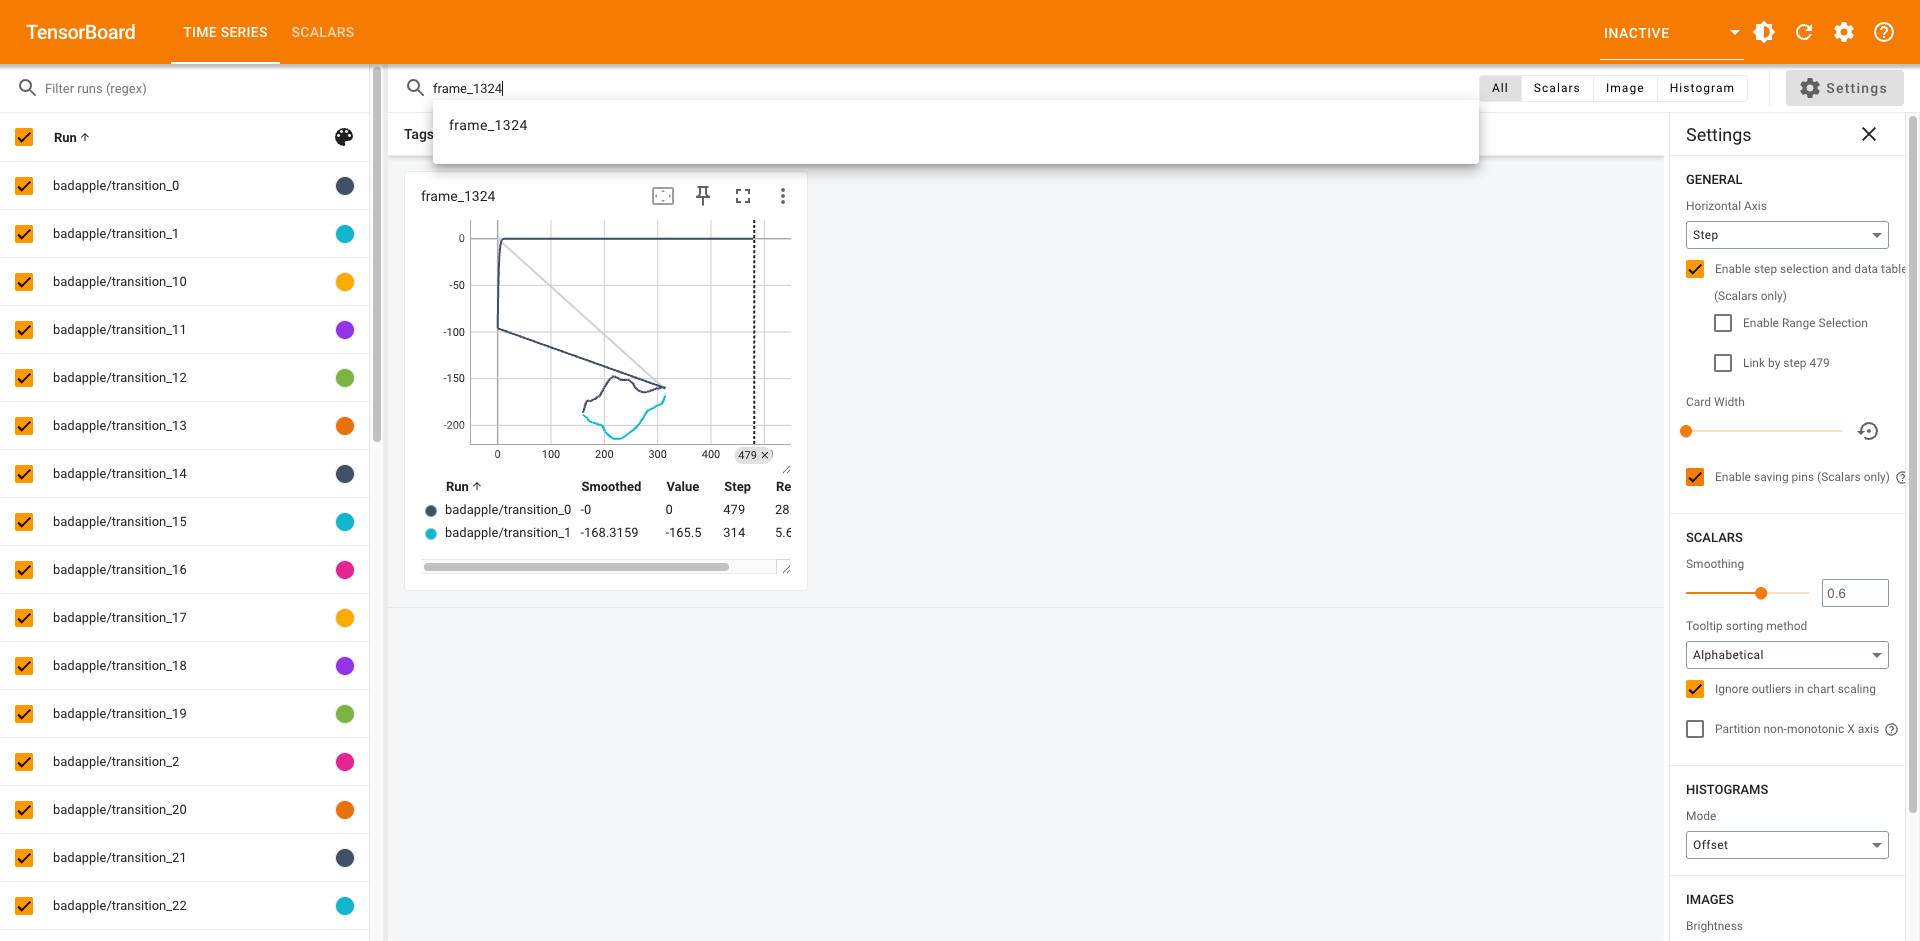 TensorBoard
TIME SERIES
SCALARS
INACTIVE
Filter runs (regex)
Run
badapple/transition_0
badapple/transition_1
badapple/transition_10
badapple/transition_11
badapple/transition_12
badapple/transition_13
badapple/transition_14
badapple/transition_15
badapple/transition_16
badapple/transition_17
badapple/transition_18
badapple/transition_19
badapple/transition_2
badapple/transition_20
badapple/transition_21
badapple/transition_22
frame_1324
frame_1324
All
Scalars
Image
Histogram
Settings
Tags
frame_1324
0
-50
-100
-150
-200
0
100
200
300
400
479
Run Smoothed Value Step Re
badapple/transition_0 -0 0 479 28.
badapple/transition_1 -168.3159 -165.5 314 5.6
Settings
GENERAL
Horizontal Axis
Step
Enable step selection and data table
(Scalars only)
Enable Range Selection
Link by step 479
Card Width
Enable saving pins (Scalars only)
SCALARS
Smoothing
0.6
Tooltip sorting method
Alphabetical
Ignore outliers in chart scaling
Partition non-monotonic X axis
HISTOGRAMS
Mode
Offset
IMAGES
Brightness